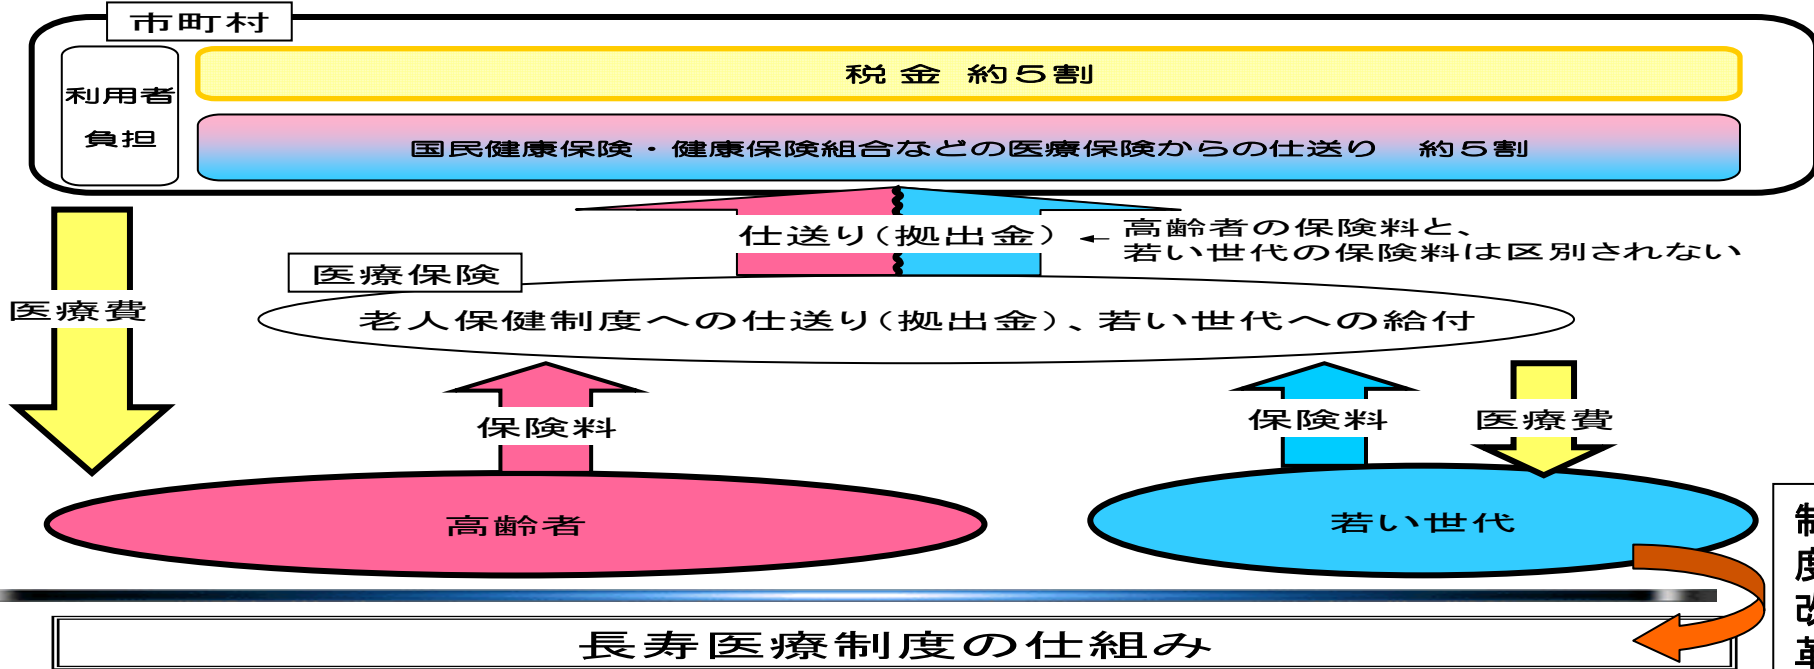 市町村
税金 約5割
利用者
負担
国民健康保険・健康保険組合などの医療保険からの仕送り 約5割
仕送り(拠出金)
← 高齢者の保険料と、
若い世代の保険料は区別されない
医療保険
医療費
老人保健制度への仕送り(拠出金)、若い世代への給付
保険料
保険料
医療費
高齢者
若い世代
制
度
改
革
長寿医療制度の仕組み